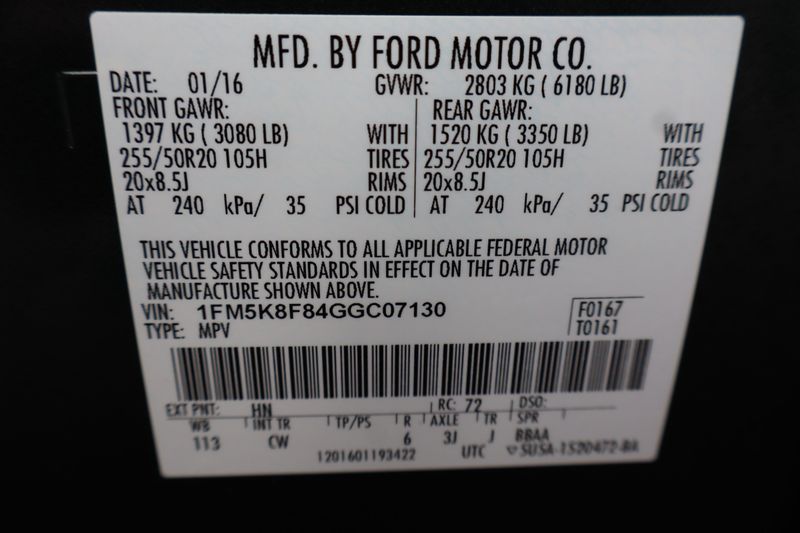 MFD. BY FORD MOTOR CO.
DATE: 01/16 GVWR: 2803 KG ( 6180 LB)
FRONT GAWR: REAR GAWR:
1397 KG ( 3080 LB) WITH 1520 KG ( 3350 LB) WITH
255/50R20 105H TIRES 255/50R20 105H TIRES
20x8.5J RIMS 20x8.5J RIMS
AT 240 kPa/ 35 PSI COLD AT 240 kPa/ 35 PSI COLD
THIS VEHICLE CONFORMS TO ALL APPLICABLE FEDERAL MOTOR
VEHICLE SAFETY STANDARDS IN EFFECT ON THE DATE OF
MANUFACTURE SHOWN ABOVE.
VIN: 1FM5K8F84GGC07130 F0167
TYPE: MPV T0161
EXT PNT: HN RC: 72 DSO:
WB INT TR TP/PS R AXLE TR SPR
113 CW 6 3J J BBAA
1201601193422 UTC ▽SUSA-1520472-BA